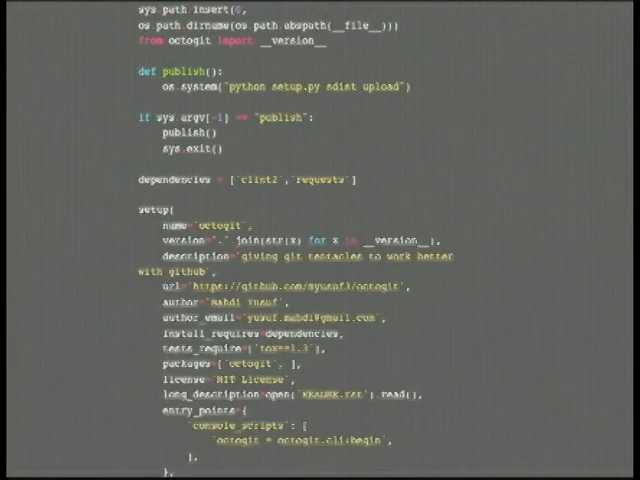 sys.path.insert(0,
os.path.dirname(os.path.abspath(__file__)))
from octogit import __version__
def publish():
os.system("python setup.py sdist upload")
if sys.argv[-1] == "publish":
publish()
sys.exit()
dependencies = ['clint2','requests']
setup(
name='octogit',
version=".".join(str(x) for x in __version__),
description='giving git tentacles to work better
with github',
url='https://github.com/myusuf3/octogit',
author='Mahdi Yusuf',
author_email='yusuf.mahdi@gmail.com',
install_requires=dependencies,
tests_require=['tox==1.3'],
packages=['octogit', ],
license='MIT License',
long_description=open('README.rst').read(),
entry_points={
'console_scripts': [
'octogit = octogit.cli:begin',
],
},